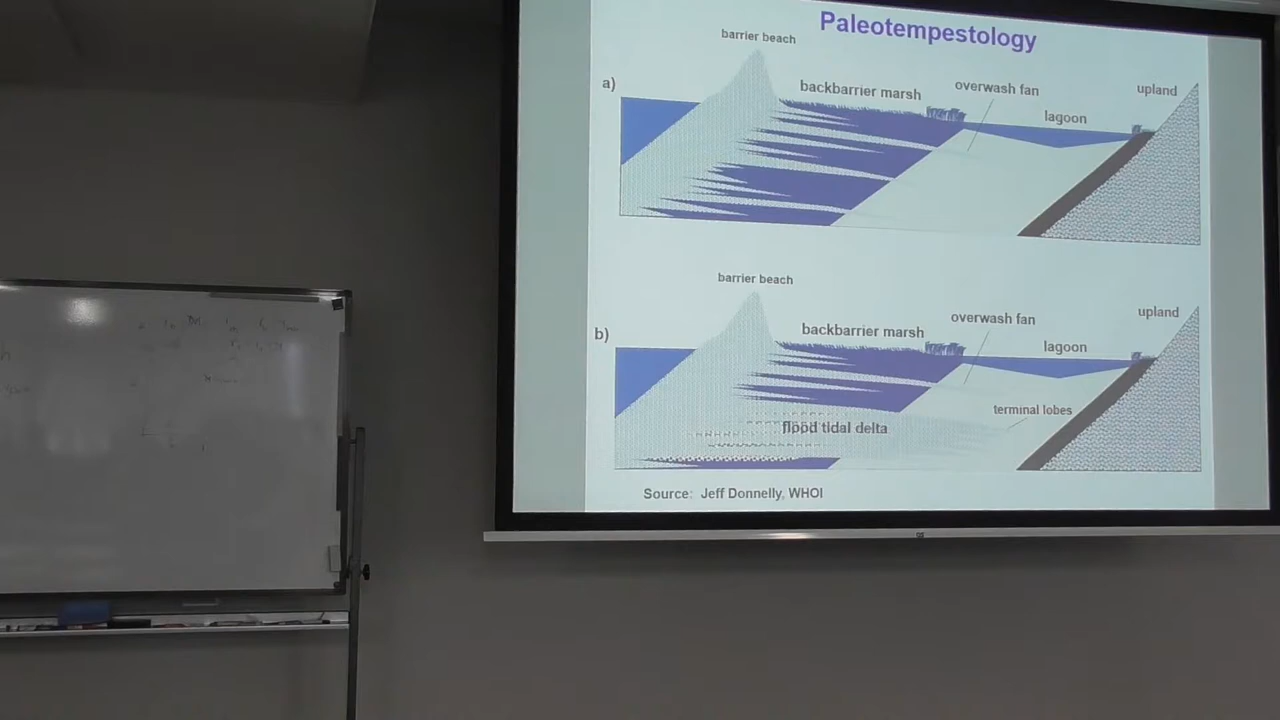 Paleotempestology
barrier beach
a)
backbarrier marsh
overwash fan
lagoon
upland
barrier beach
b)
backbarrier marsh
overwash fan
lagoon
upland
terminal lobes
flood tidal delta
Source: Jeff Donnelly, WHOI